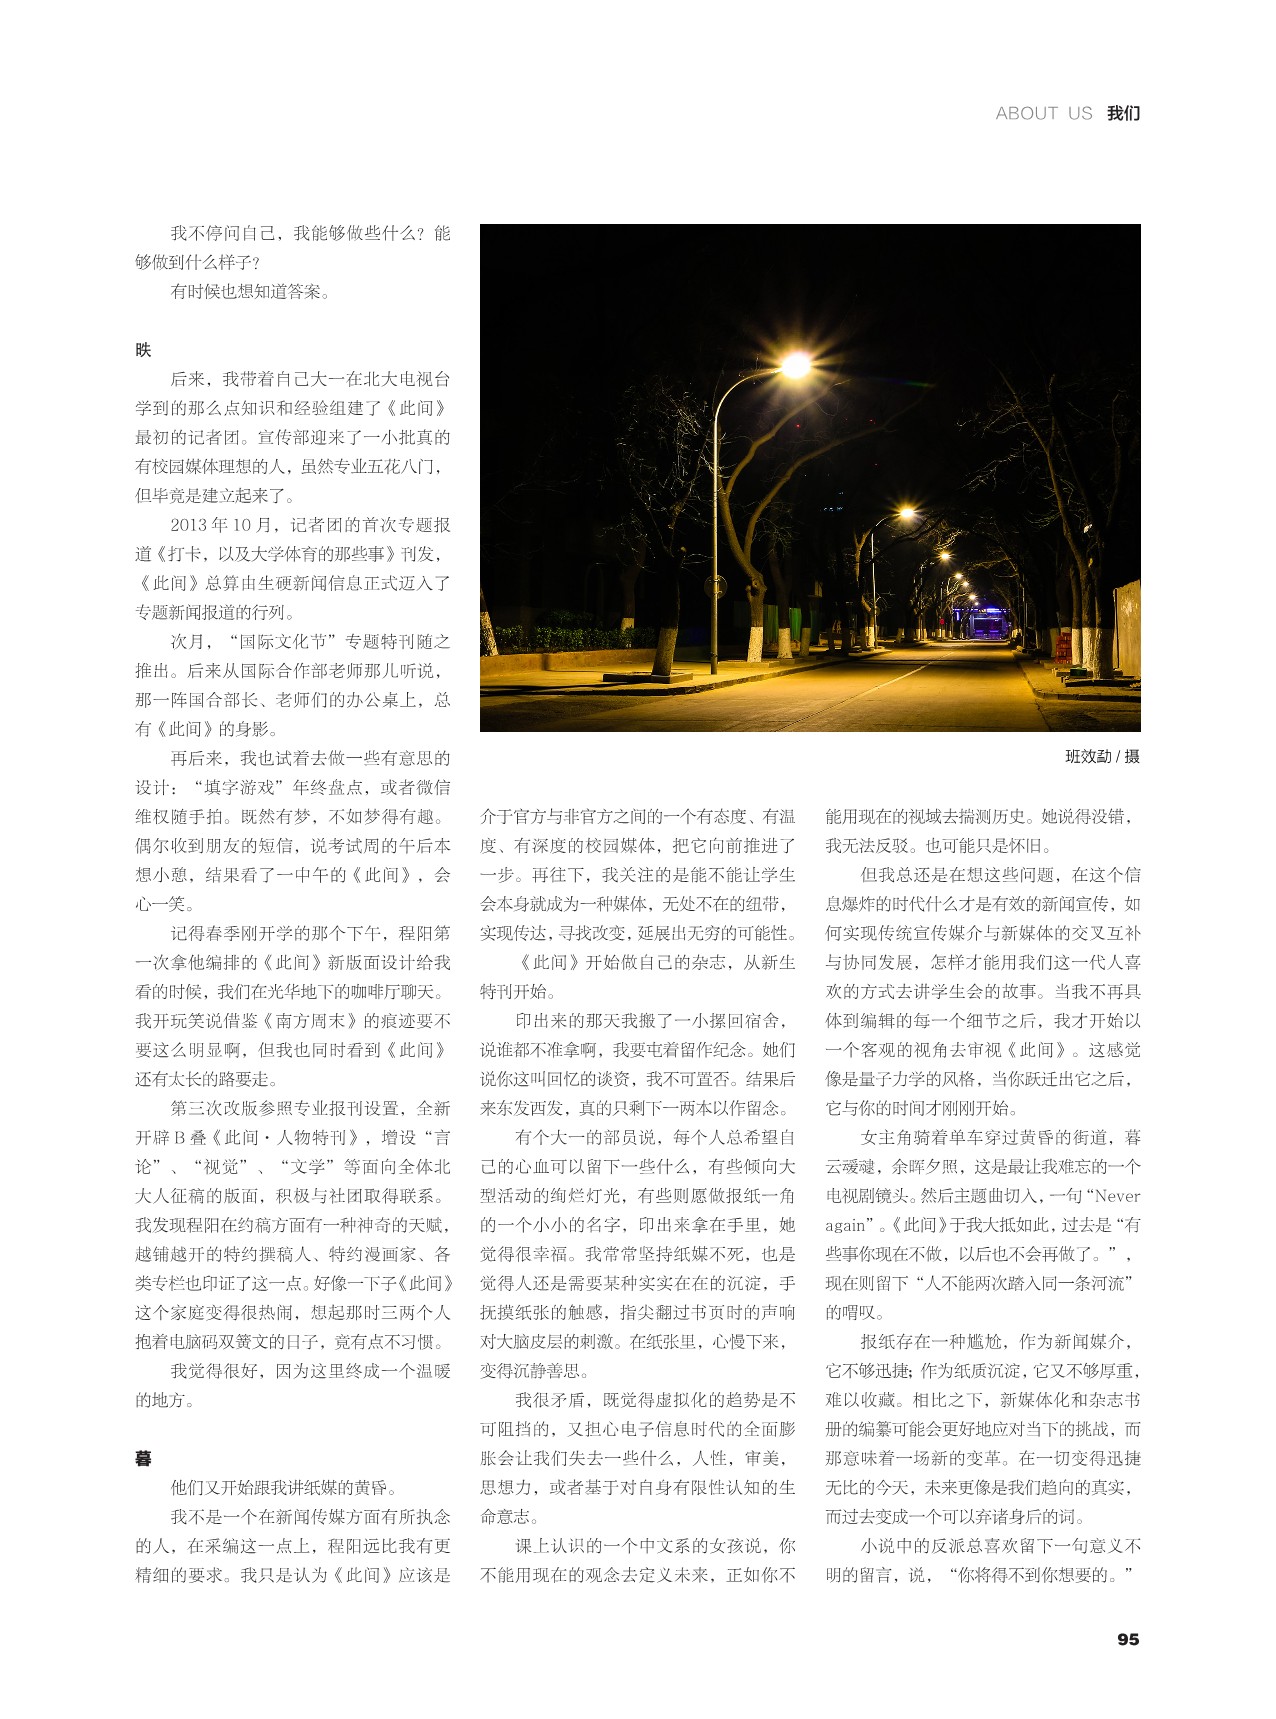 ABOUT US 我们
我不停问自己，我能够做些什么？能
够做到什么样子？
有时候也想知道答案。
昳
后来，我带着自己大一在北大电视台
学到的那么点知识和经验组建了《此间》
最初的记者团。宣传部迎来了一小批真的
有校园媒体理想的人，虽然专业五花八门，
但毕竟是建立起来了。
2013 年 10 月，记者团的首次专题报
道《打卡，以及大学体育的那些事》刊发，
《此间》总算由生硬新闻信息正式迈入了
专题新闻报道的行列。
次月，“国际文化节”专题特刊随之
推出。后来从国际合作部老师那儿听说，
那一阵国合部长、老师们的办公桌上，总
有《此间》的身影。
再后来，我也试着去做一些有意思的
设计：“填字游戏”年终盘点，或者微信
维权随手拍。既然有梦，不如梦得有趣。
偶尔收到朋友的短信，说考试周的午后本
想小憩，结果看了一中午的《此间》，会
心一笑。
记得春季刚开学的那个下午，程阳第
一次拿他编排的《此间》新版面设计给我
看的时候，我们在光华地下的咖啡厅聊天。
我开玩笑说借鉴《南方周末》的痕迹要不
要这么明显啊，但我也同时看到《此间》
还有太长的路要走。
第三次改版参照专业报刊设置，全新
开辟 B 叠《此间·人物特刊》，增设“言
论”、“视觉”、“文学”等面向全体北
大人征稿的版面，积极与社团取得联系。
我发现程阳在约稿方面有一种神奇的天赋，
越铺越开的特约撰稿人、特约漫画家、各
类专栏也印证了这一点。好像一下子《此间》
这个家庭变得很热闹，想起那时三两个人
抱着电脑码双簧文的日子，竟有点不习惯。
我觉得很好，因为这里终成一个温暖
的地方。
暮
他们又开始跟我讲纸媒的黄昏。
我不是一个在新闻传媒方面有所执念
的人，在采编这一点上，程阳远比我有更
精细的要求。我只是认为《此间》应该是
班效勐 / 摄
介于官方与非官方之间的一个有态度、有温
度、有深度的校园媒体，把它向前推进了
一步。再往下，我关注的是能不能让学生
会本身就成为一种媒体，无处不在的纽带，
实现传达，寻找改变，延展出无穷的可能性。
《此间》开始做自己的杂志，从新生
特刊开始。
印出来的那天我搬了一小摞回宿舍，
说谁都不准拿啊，我要屯着留作纪念。她们
说你这叫回忆的谈资，我不可置否。结果后
来东发西发，真的只剩下一两本以作留念。
有个大一的部员说，每个人总希望自
己的心血可以留下一些什么，有些倾向大
型活动的绚烂灯光，有些则愿做报纸一角
的一个小小的名字，印出来拿在手里，她
觉得很幸福。我常常坚持纸媒不死，也是
觉得人还是需要某种实实在在的沉淀，手
抚摸纸张的触感，指尖翻过书页时的声响
对大脑皮层的刺激。在纸张里，心慢下来，
变得沉静善思。
我很矛盾，既觉得虚拟化的趋势是不
可阻挡的，又担心电子信息时代的全面膨
胀会让我们失去一些什么，人性，审美，
思想力，或者基于对自身有限性认知的生
命意志。
课上认识的一个中文系的女孩说，你
不能用现在的观念去定义未来，正如你不
能用现在的视域去揣测历史。她说得没错，
我无法反驳。也可能只是怀旧。
但我总还是在想这些问题，在这个信
息爆炸的时代什么才是有效的新闻宣传，如
何实现传统宣传媒介与新媒体的交叉互补
与协同发展，怎样才能用我们这一代人喜
欢的方式去讲学生会的故事。当我不再具
体到编辑的每一个细节之后，我才开始以
一个客观的视角去审视《此间》。这感觉
像是量子力学的风格，当你跃迁出它之后，
它与你的时间才刚刚开始。
女主角骑着单车穿过黄昏的街道，暮
云叆叇，余晖夕照，这是最让我难忘的一个
电视剧镜头。然后主题曲切入，一句“Never
again”。《此间》于我大抵如此，过去是“有
些事你现在不做，以后也不会再做了。”，
现在则留下“人不能两次踏入同一条河流”
的喟叹。
报纸存在一种尴尬，作为新闻媒介，
它不够迅捷；作为纸质沉淀，它又不够厚重，
难以收藏。相比之下，新媒体化和杂志书
册的编纂可能会更好地应对当下的挑战，而
那意味着一场新的变革。在一切变得迅捷
无比的今天，未来更像是我们趋向的真实，
而过去变成一个可以弃诸身后的词。
小说中的反派总喜欢留下一句意义不
明的留言，说，“你将得不到你想要的。”
95